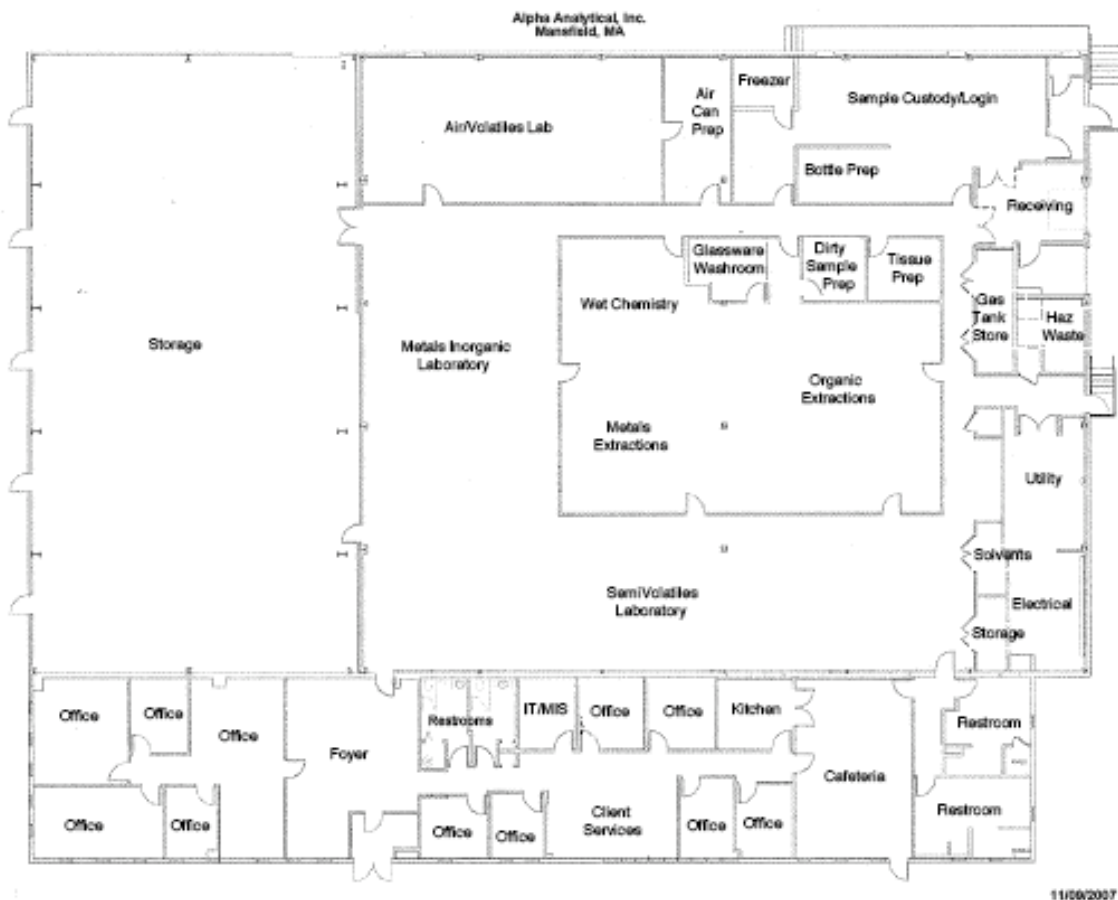 Alpha Analytical, Inc.
Mansfield, MA
Freezer
Sample Custody/Login
Air
Can
Prep
Air/Volatiles Lab
Bottle Prep
Receiving
Glassware
Washroom
Dirty
Sample
Prep
Tissue
Prep
Wet Chemistry
Gas
Tank
Store
Haz
Waste
Storage
Metals Inorganic
Laboratory
Organic
Extractions
Metals
Extractions
Utility
Solvents
SemiVolatiles
Laboratory
Electrical
Storage
Office
Office
Office
Foyer
Restrooms
IT/MIS
Office
Office
Kitchen
Restroom
Cafeteria
Office
Office
Office
Office
Client
Services
Office
Office
Restroom
11/09/2007